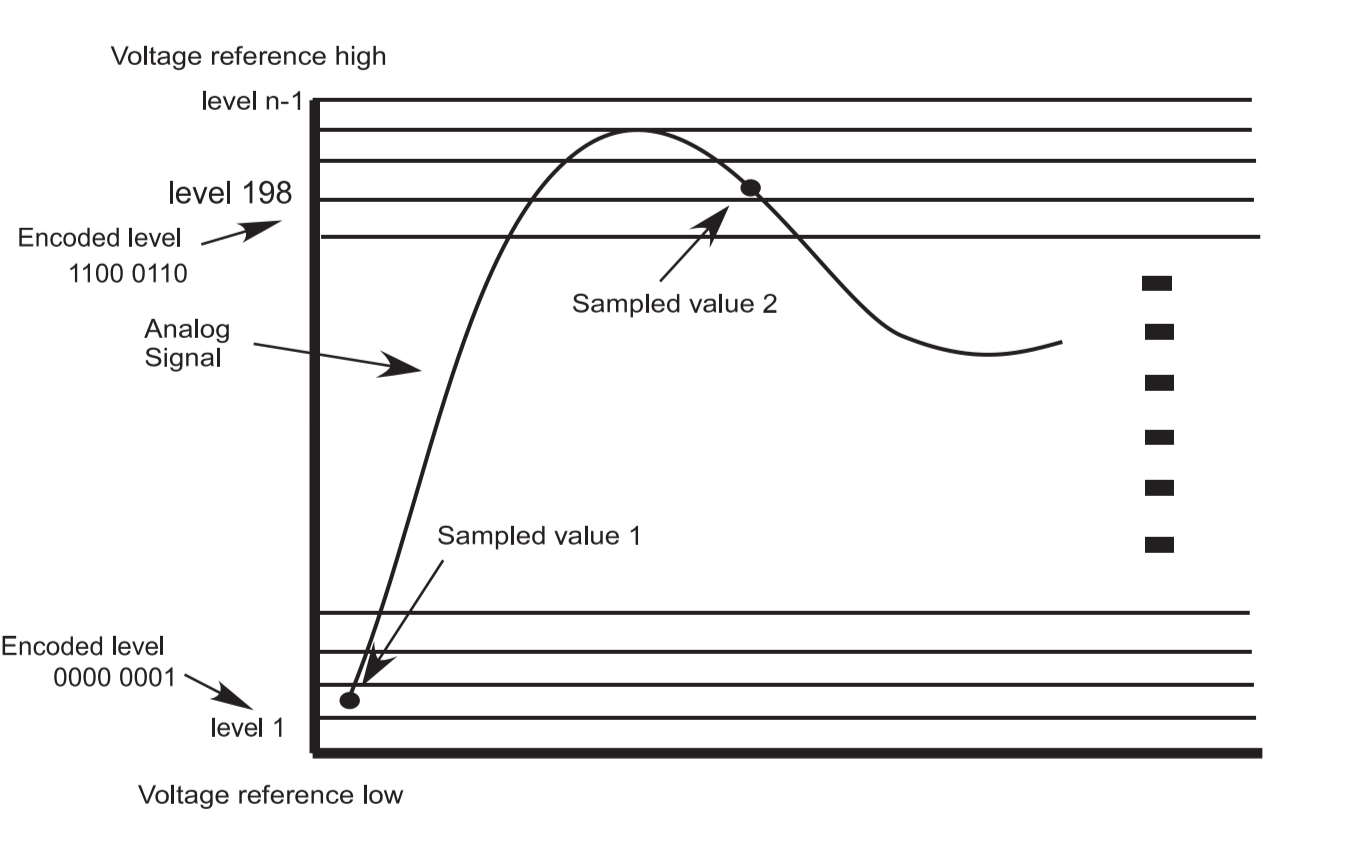 Voltage reference high
level n-1
level 198
Encoded level
1100 0110
Sampled value 2
Analog
Signal
Sampled value 1
Encoded level
0000 0001
level 1
Voltage reference low